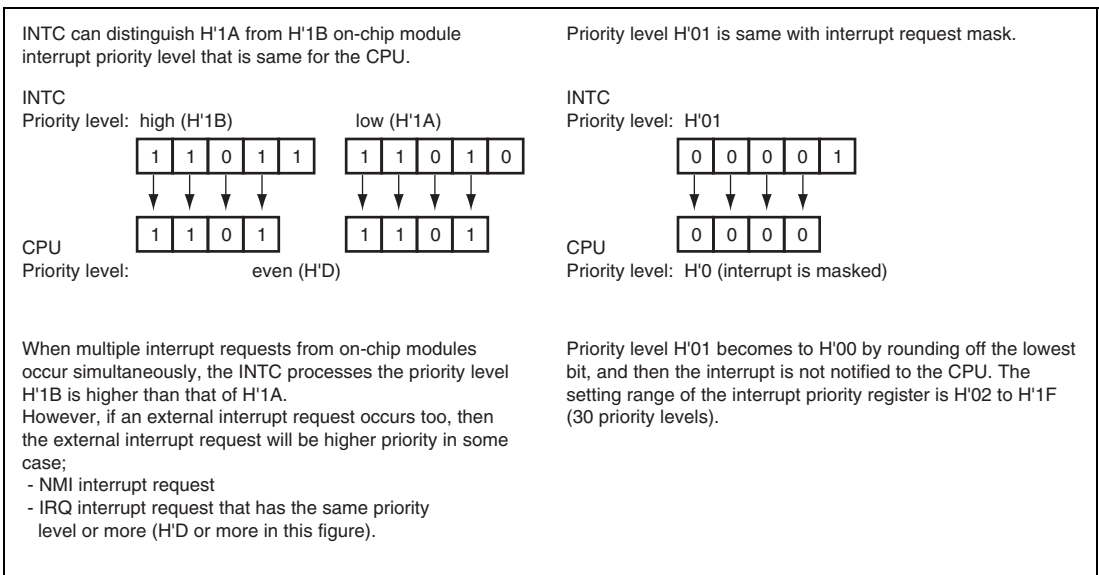 INTC can distinguish H'1A from H'1B on-chip module
interrupt priority level that is same for the CPU.
INTC
Priority level: high (H'1B) low (H'1A)
1 1 0 1 1 1 1 0 1 0
1 1 0 1 1 1 0 1
CPU
Priority level: even (H'D)
When multiple interrupt requests from on-chip modules
occur simultaneously, the INTC processes the priority level
H'1B is higher than that of H'1A.
However, if an external interrupt request occurs too, then
the external interrupt request will be higher priority in some
case;
- NMI interrupt request
- IRQ interrupt request that has the same priority
level or more (H'D or more in this figure).
Priority level H'01 is same with interrupt request mask.
INTC
Priority level: H'01
0 0 0 0 1
0 0 0 0
CPU
Priority level: H'0 (interrupt is masked)
Priority level H'01 becomes to H'00 by rounding off the lowest
bit, and then the interrupt is not notified to the CPU. The
setting range of the interrupt priority register is H'02 to H'1F
(30 priority levels).